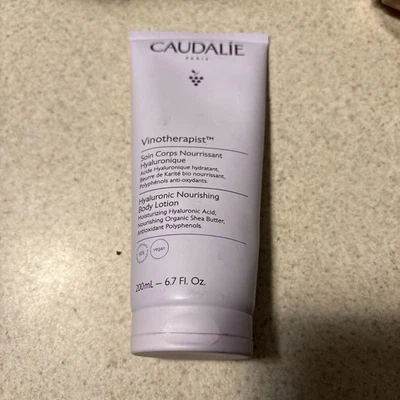 CAUDALÍE
PARIS
Vinotherapist™
Soin Corps Nourrissant
Hyaluronique
Acide Hyaluronique hydratant,
Beurre de Karité bio nourrissant,
Polyphénols anti-oxydants.
Hyaluronic Nourishing
Body Lotion
Moisturizing Hyaluronic Acid,
Nourishing Organic Shea Butter,
Antioxidant Polyphenols.
vegan
200mL – 6.7 Fl. Oz.